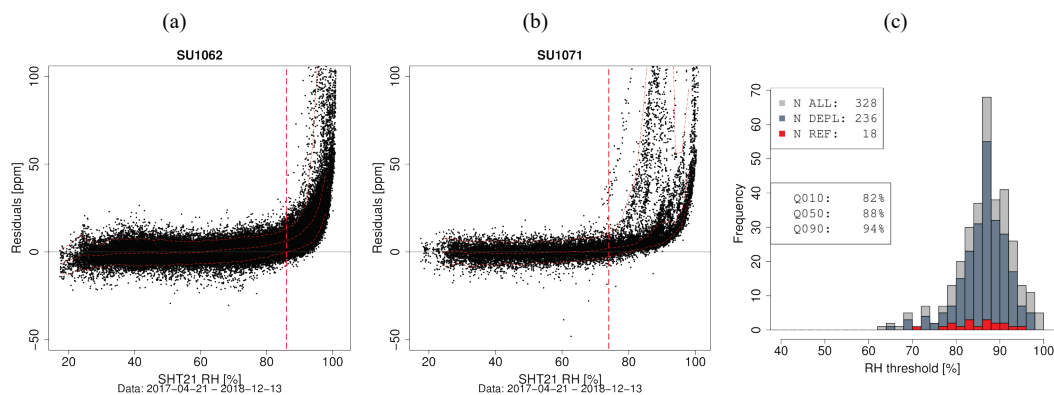 (a)
(b)
(c)
SU1062
100
50
0
−50
Residuals [ppm]
20 40 60 80 100
SHT21 RH [%]
Data: 2017−04−21 − 2018−12−13
SU1071
100
50
0
−50
Residuals [ppm]
20 40 60 80 100
SHT21 RH [%]
Data: 2017−04−21 − 2018−12−13
70
60
50
40
30
20
10
0
Frequency
N ALL: 328
N DEPL: 236
N REF: 18
Q010: 82%
Q050: 88%
Q090: 94%
40 50 60 70 80 90 100
RH threshold [%]